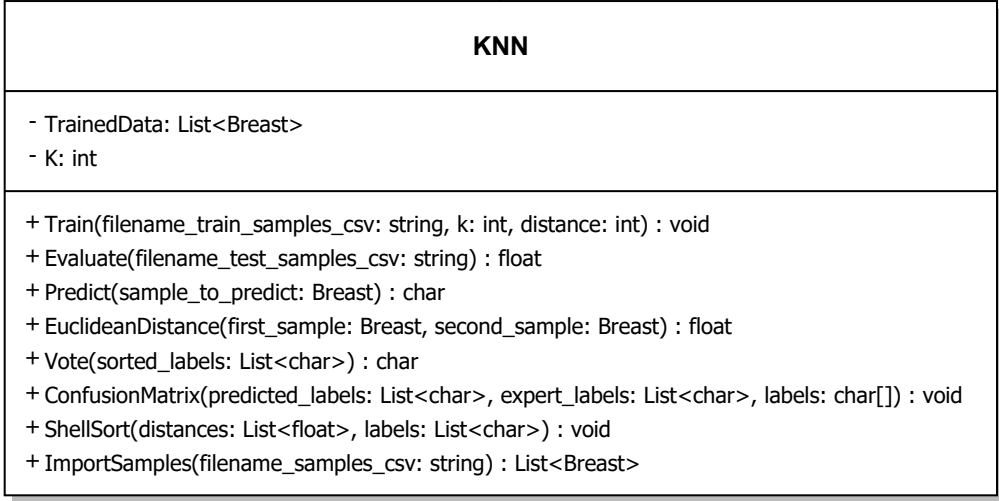 KNN
- TrainedData: List<Breast>
- K: int
+ Train(filename_train_samples_csv: string, k: int, distance: int) : void
+ Evaluate(filename_test_samples_csv: string) : float
+ Predict(sample_to_predict: Breast) : char
+ EuclideanDistance(first_sample: Breast, second_sample: Breast) : float
+ Vote(sorted_labels: List<char>) : char
+ ConfusionMatrix(predicted_labels: List<char>, expert_labels: List<char>, labels: char[]) : void
+ ShellSort(distances: List<float>, labels: List<char>) : void
+ ImportSamples(filename_samples_csv: string) : List<Breast>